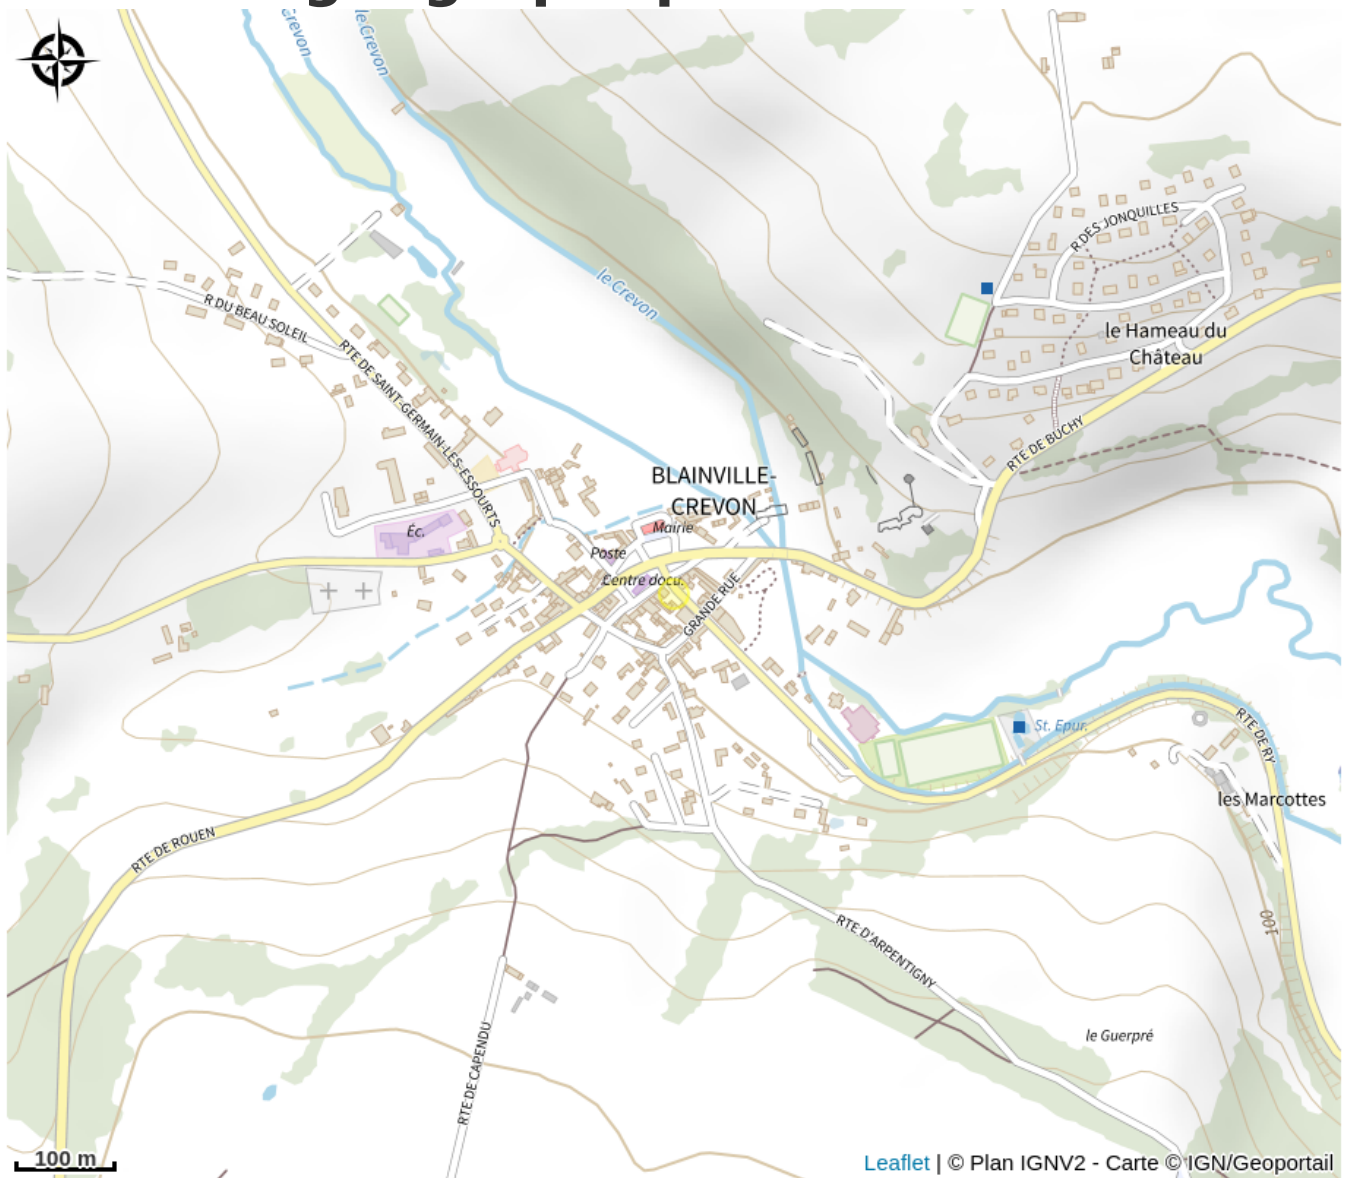 Crevon
le Crevon
R DES JONQUILLES
le Crevon
R DU BEAU SOLEIL
le Hameau du
Château
RTE DE SAINT-GERMAIN-LES-ESSOURTS
RTE DE BUCHY
BLAINVILLE-
CREVON
Mairie
Éc.
Poste
Centre docu.
GRANDE RUE
St. Epur.
RTE DE RY
les Marcottes
RTE DE ROUEN
100
RTE D'ARPENTIGNY
le Guerpré
RTE DE CAPENDU
100 m
Leaflet | © Plan IGNV2 - Carte © IGN/Geoportail